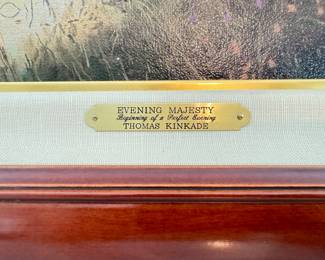 EVENING MAJESTY
Beginning of a Perfect Evening
THOMAS KINKADE